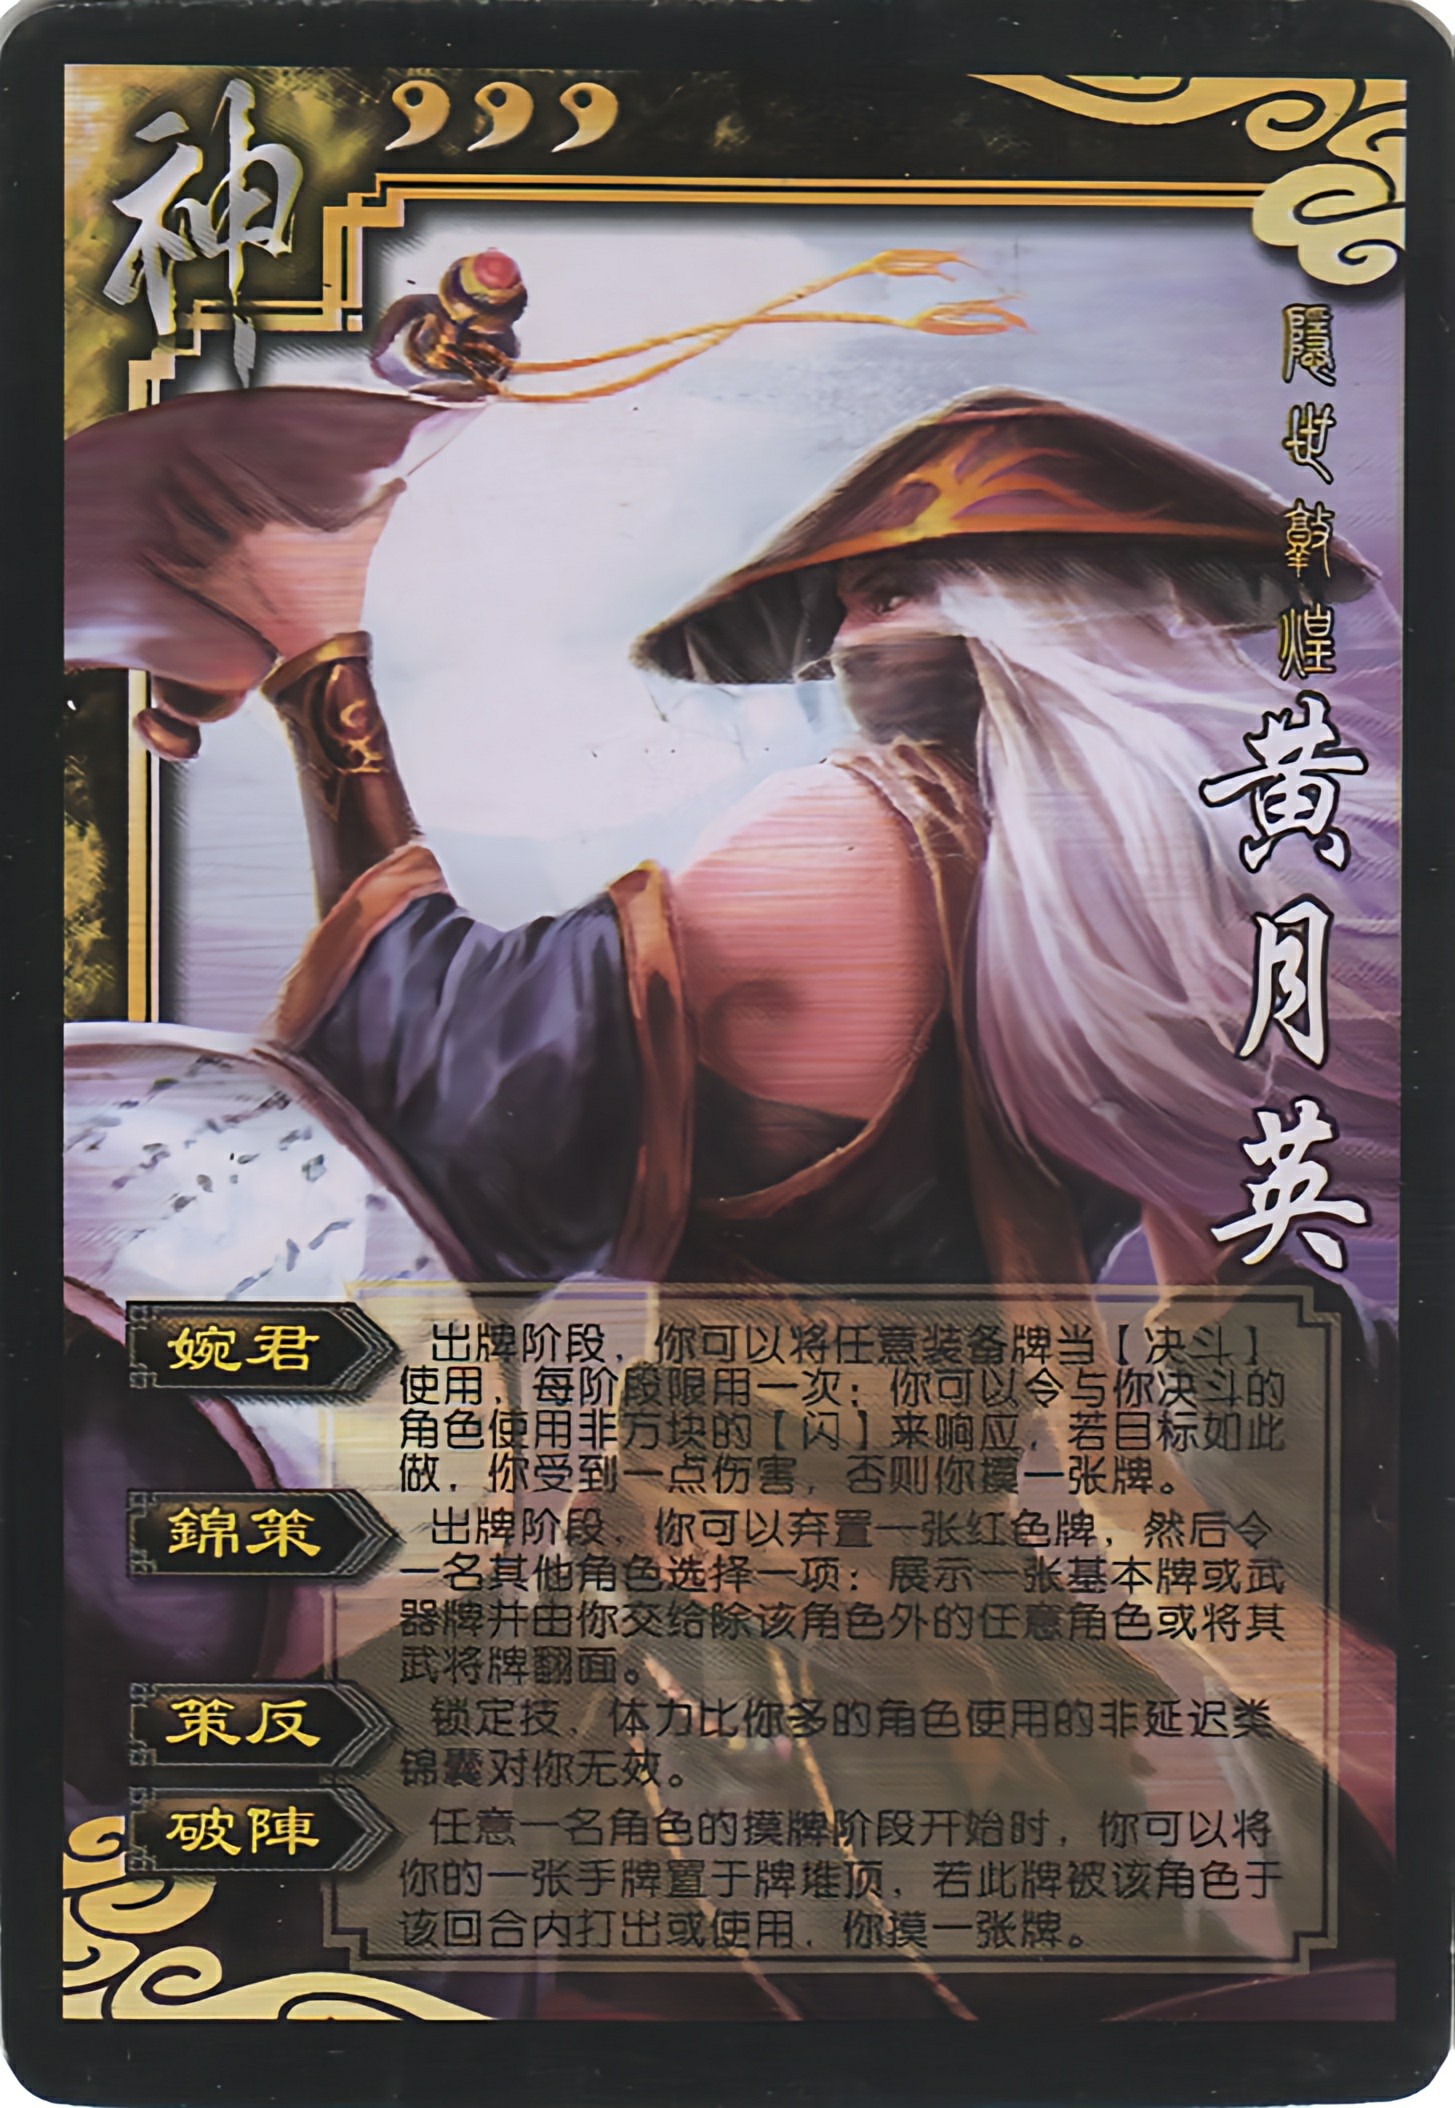 神
隱世敦煌
黄月英
婉君
出牌阶段，你可以将任意装备牌当【决斗】
使用，每阶段限用一次；你可以令与你决斗的
角色使用非方块的【闪】来响应，若目标如此
做，你受到一点伤害，否则你摸一张牌。
錦策
出牌阶段，你可以弃置一张红色牌，然后令
一名其他角色选择一项：展示一张基本牌或武
器牌并由你交给除该角色外的任意角色或将其
武将牌翻面。
策反
锁定技，体力比你多的角色使用的非延迟类
锦囊对你无效。
破陣
任意一名角色的摸牌阶段开始时，你可以将
你的一张手牌置于牌堆顶，若此牌被该角色于
该回合内打出或使用，你摸一张牌。